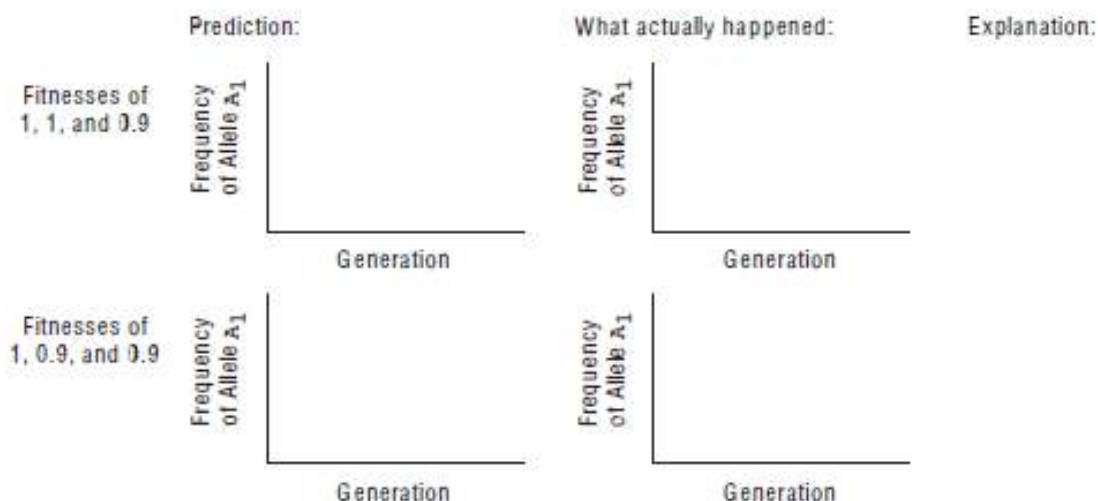 Prediction:
What actually happened:
Explanation:
Fitnesses of
1, 1, and 0.9
Frequency
of Allele A1
Generation
Frequency
of Allele A1
Generation
Fitnesses of
1, 0.9, and 0.9
Frequency
of Allele A1
Generation
Frequency
of Allele A1
Generation